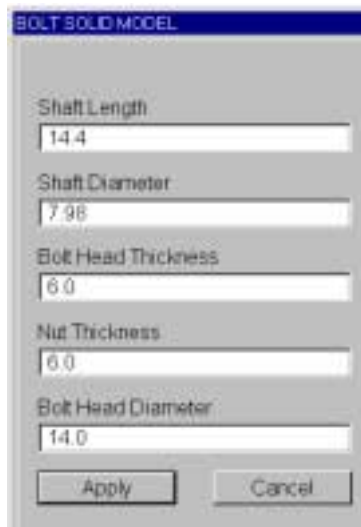 BOLT SOLID MODEL
Shaft Length
14.4
Shaft Diameter
7.98
Bolt Head Thickness
6.0
Nut Thickness
6.0
Bolt Head Diameter
14.0
Apply Cancel